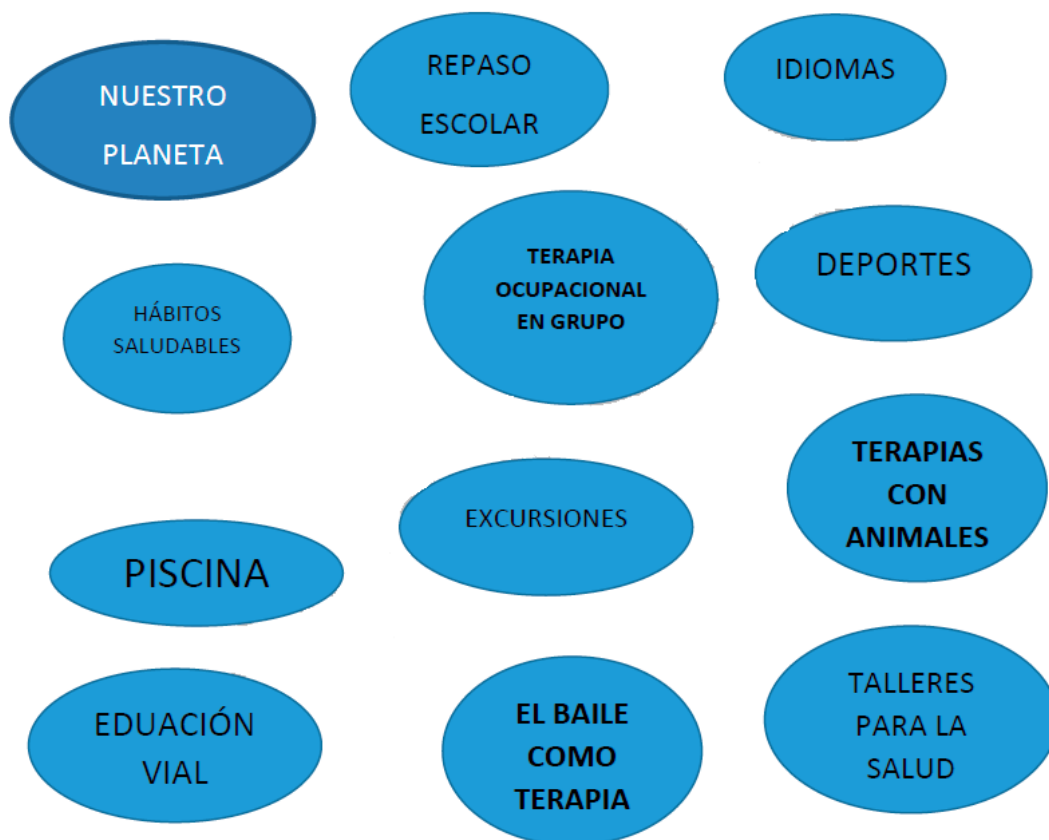 NUESTRO
PLANETA
REPASO
ESCOLAR
IDIOMAS
HÁBITOS
SALUDABLES
TERAPIA
OCUPACIONAL
EN GRUPO
DEPORTES
PISCINA
EXCURSIONES
TERAPIAS
CON
ANIMALES
EDUACIÓN
VIAL
EL BAILE
COMO
TERAPIA
TALLERES
PARA LA
SALUD